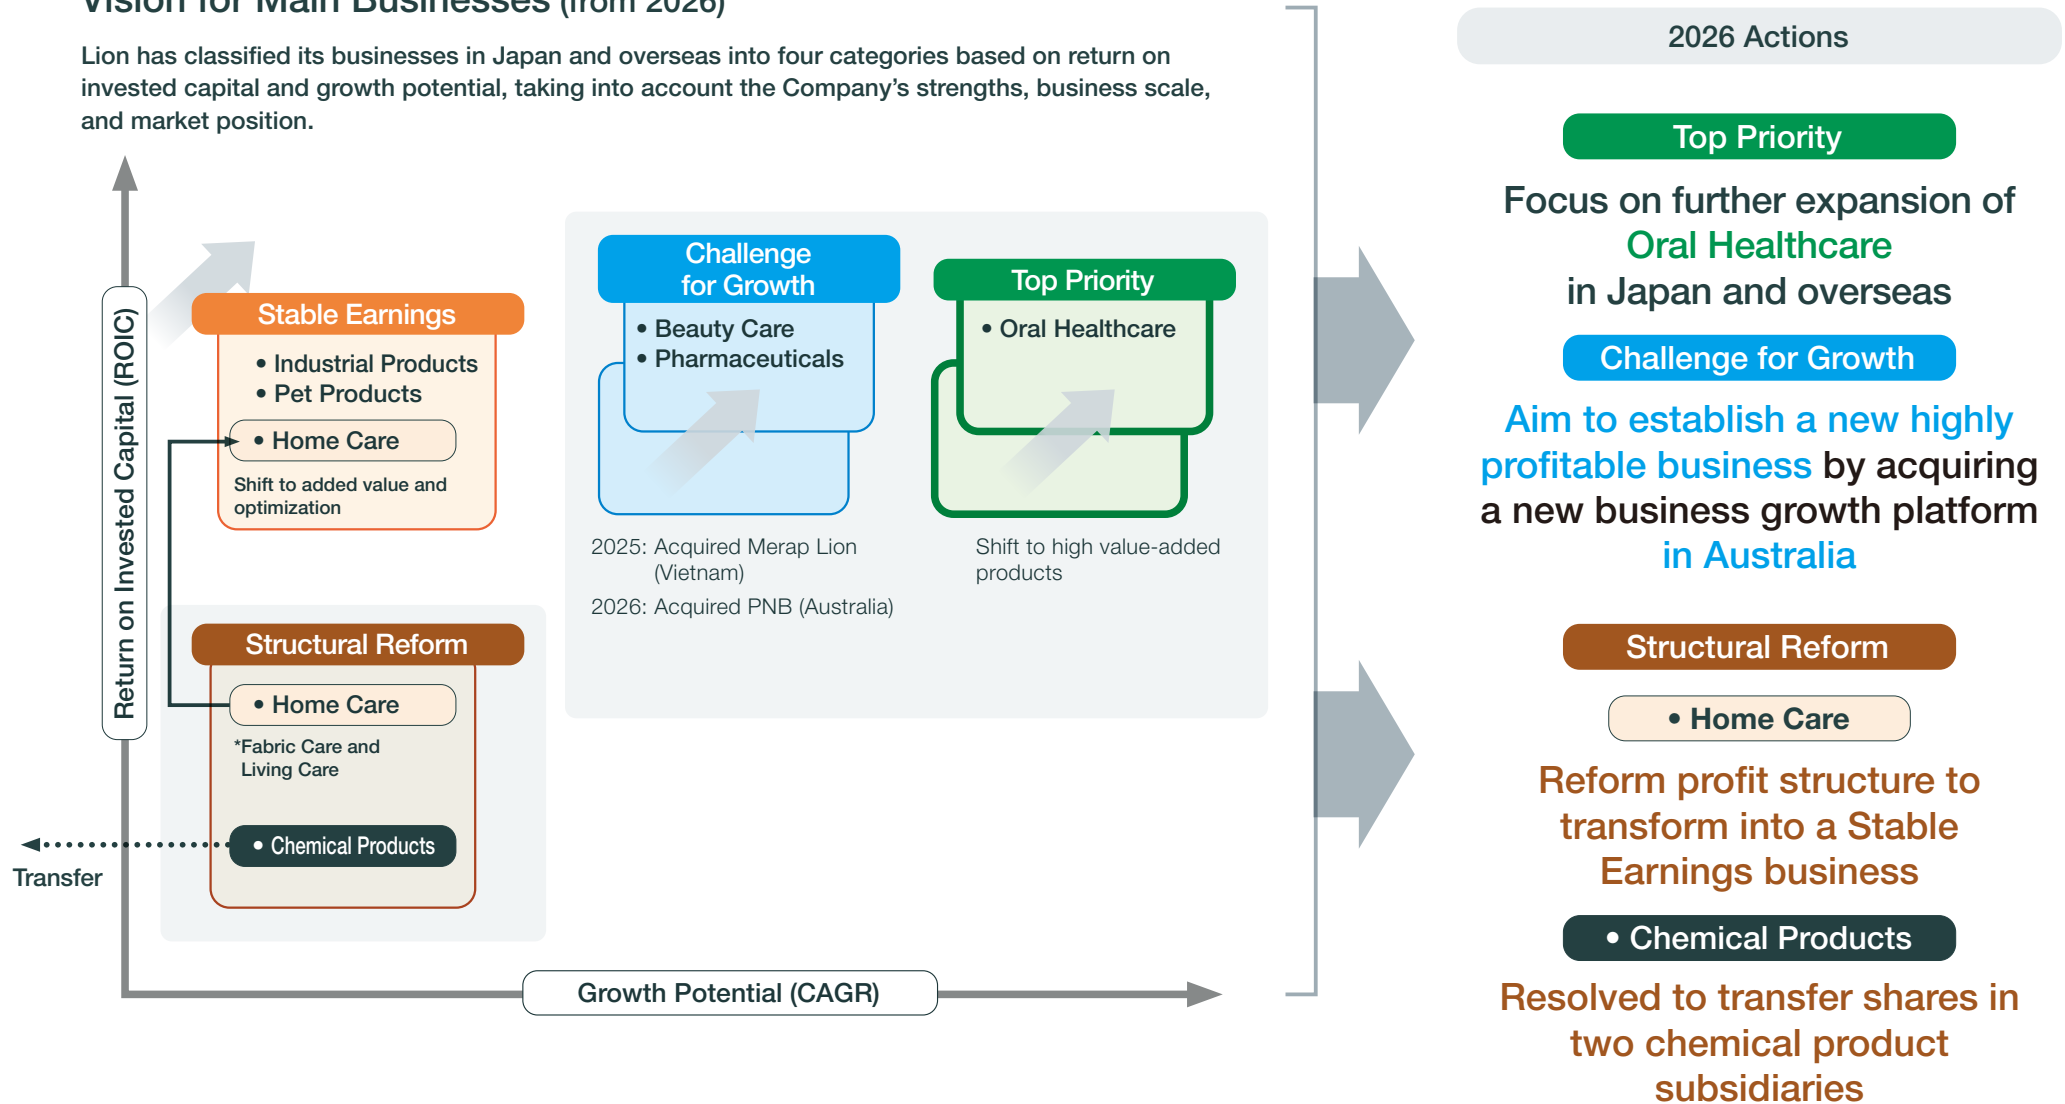 Vision for Main Businesses (from 2026)
Lion has classified its businesses in Japan and overseas into four categories based on return on
invested capital and growth potential, taking into account the Company’s strengths, business scale,
and market position.
Return on Invested Capital (ROIC)
Stable Earnings
• Industrial Products
• Pet Products
• Home Care
Shift to added value and
optimization
Challenge
for Growth
• Beauty Care
• Pharmaceuticals
2025: Acquired Merap Lion
(Vietnam)
2026: Acquired PNB (Australia)
Top Priority
• Oral Healthcare
Shift to high value-added
products
Structural Reform
• Home Care
*Fabric Care and
Living Care
• Chemical Products
Transfer
Growth Potential (CAGR)
2026 Actions
Top Priority
Focus on further expansion of
Oral Healthcare
in Japan and overseas
Challenge for Growth
Aim to establish a new highly
profitable business by acquiring
a new business growth platform
in Australia
Structural Reform
• Home Care
Reform profit structure to
transform into a Stable
Earnings business
• Chemical Products
Resolved to transfer shares in
two chemical product
subsidiaries